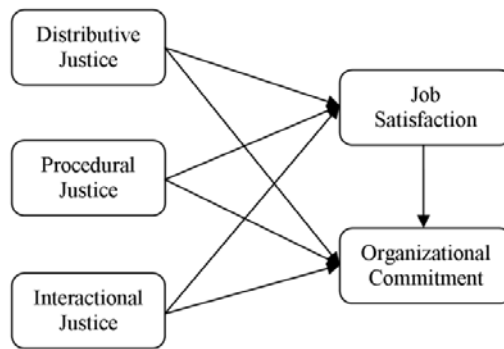 Distributive
Justice
Job
Satisfaction
Procedural
Justice
Organizational
Commitment
Interactional
Justice